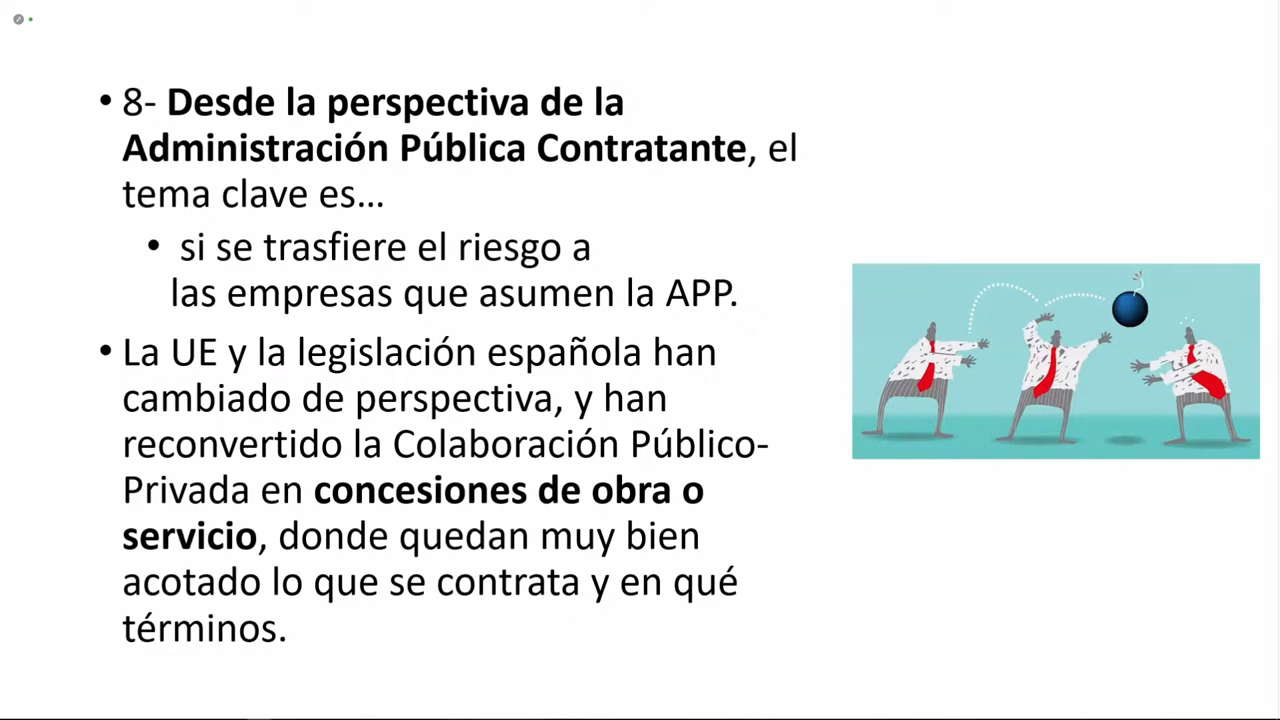 • 8- Desde la perspectiva de la
Administración Pública Contratante, el
tema clave es...
• si se trasfiere el riesgo a
las empresas que asumen la APP.
• La UE y la legislación española han
cambiado de perspectiva, y han
reconvertido la Colaboración Público-
Privada en concesiones de obra o
servicio, donde quedan muy bien
acotado lo que se contrata y en qué
términos.